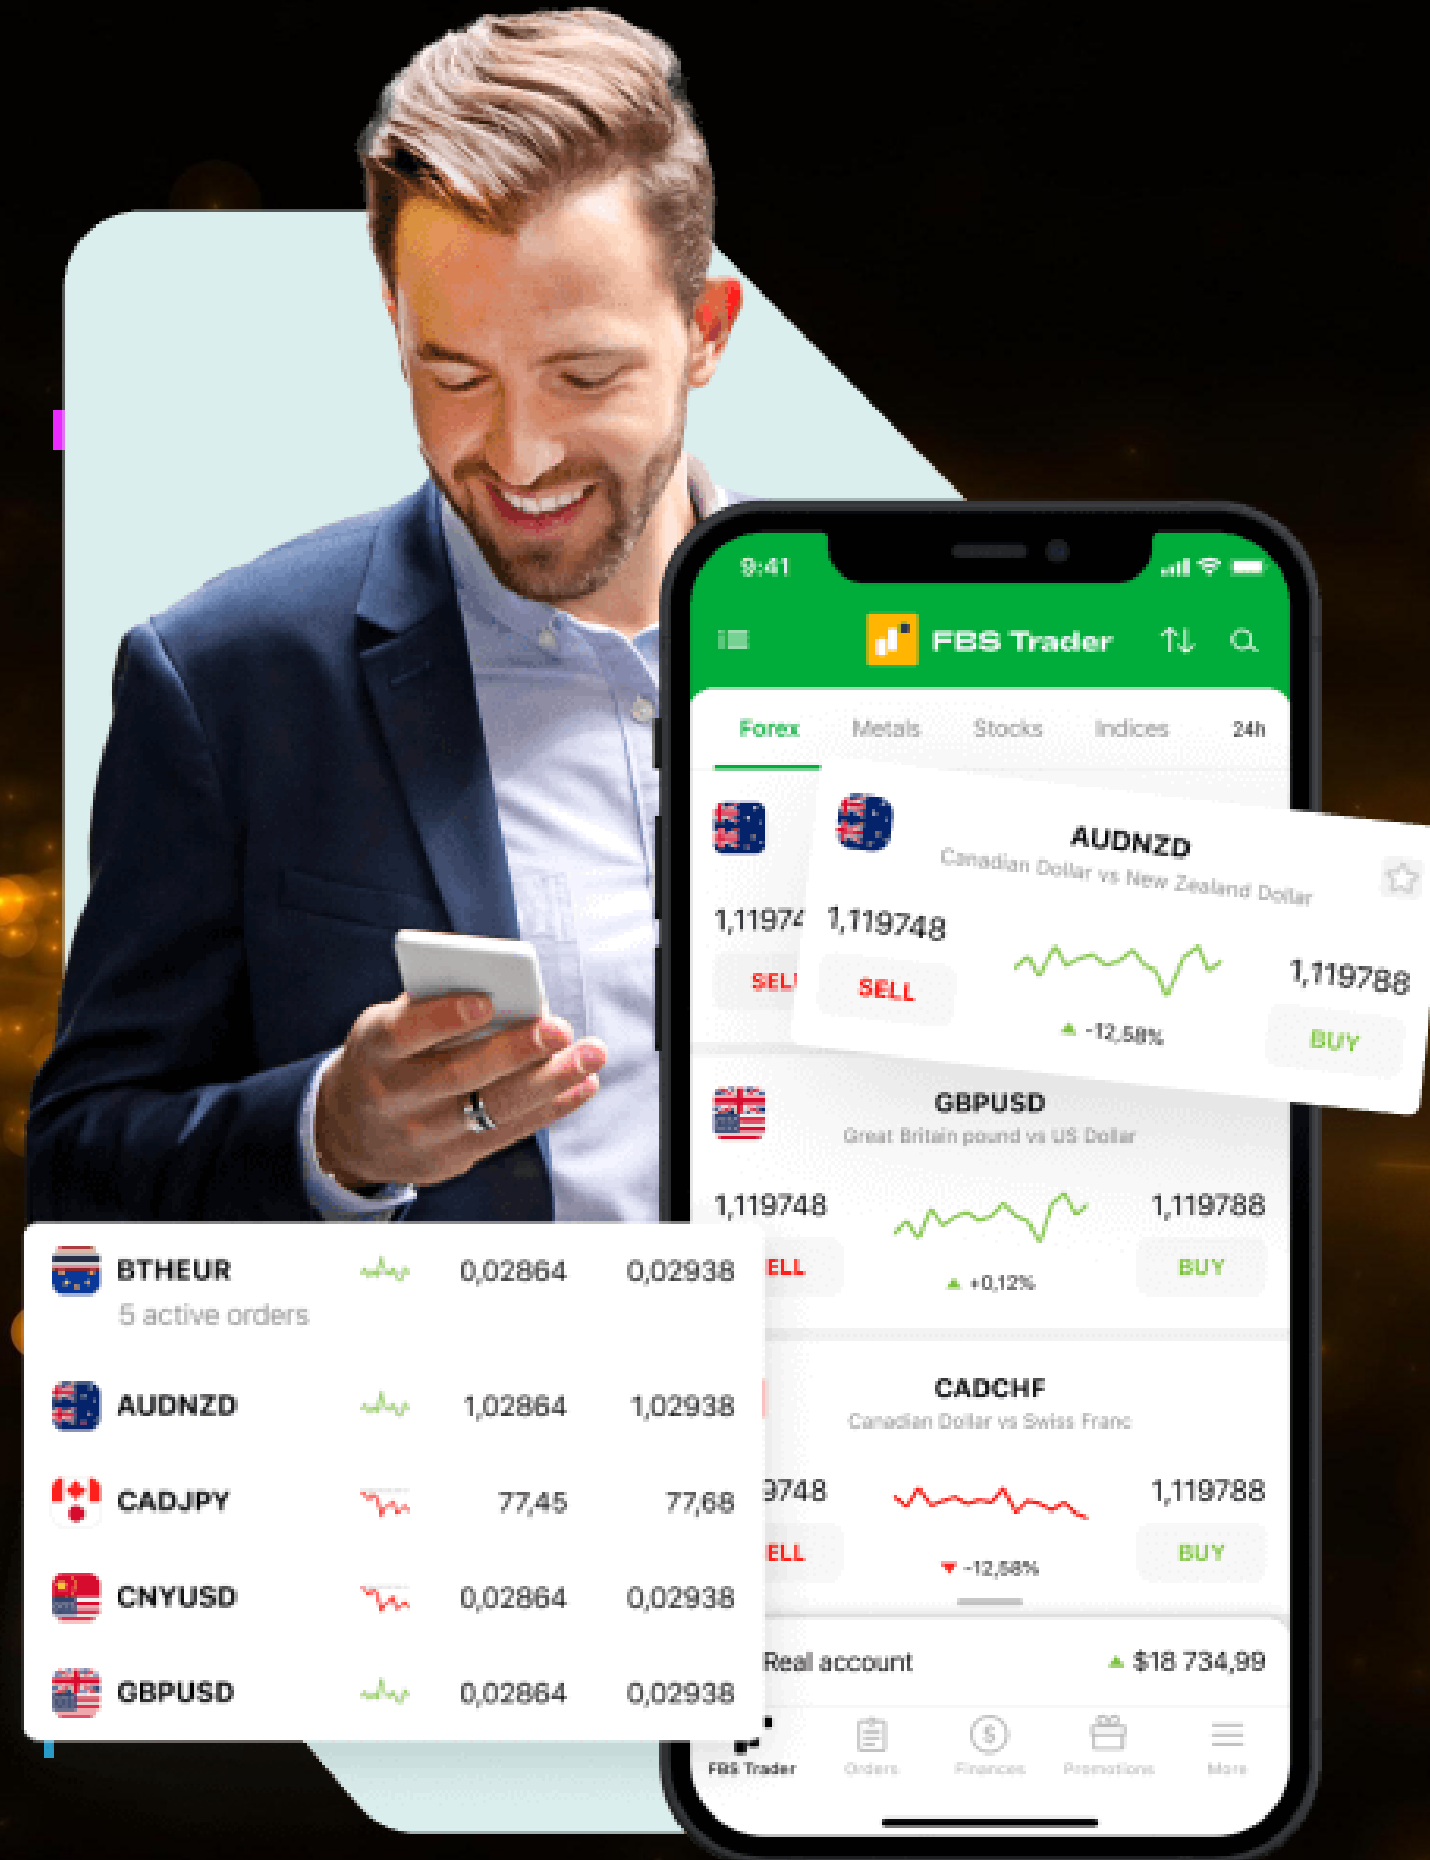 9:41
FBS Trader
Forex Metals Stocks Indices 24h
AUDNZD
Canadian Dollar vs New Zealand Dollar
1,11974
1,119748
1,119788
SELL
SELL
-12,58%
BUY
GBPUSD
Great Britain pound vs US Dollar
1,119748 1,119788
ELL
+0,12%
BUY
CADCHF
Canadian Dollar vs Swiss Franc
9748 1,119788
ELL
-12,58%
BUY
Real account $18 734,99
FBS Trader Orders Finances Promotions More
BTHEUR 0,02864 0,02938
5 active orders
AUDNZD 1,02864 1,02938
CADJPY 77,45 77,68
CNYUSD 0,02864 0,02938
GBPUSD 0,02864 0,02938